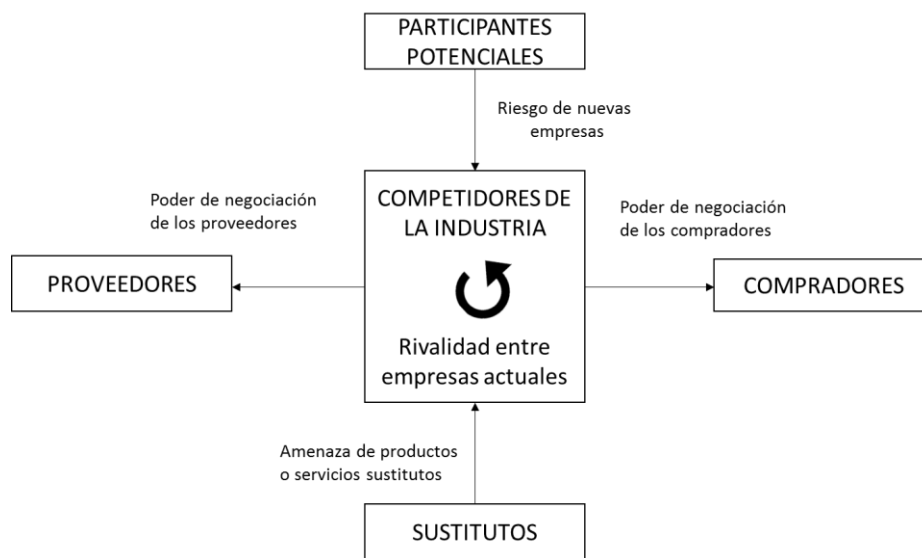 PARTICIPANTES
POTENCIALES
Riesgo de nuevas
empresas
Poder de negociación
de los proveedores
COMPETIDORES DE
LA INDUSTRIA
Poder de negociación
de los compradores
PROVEEDORES
COMPRADORES
Rivalidad entre
empresas actuales
Amenaza de productos
o servicios sustitutos
SUSTITUTOS